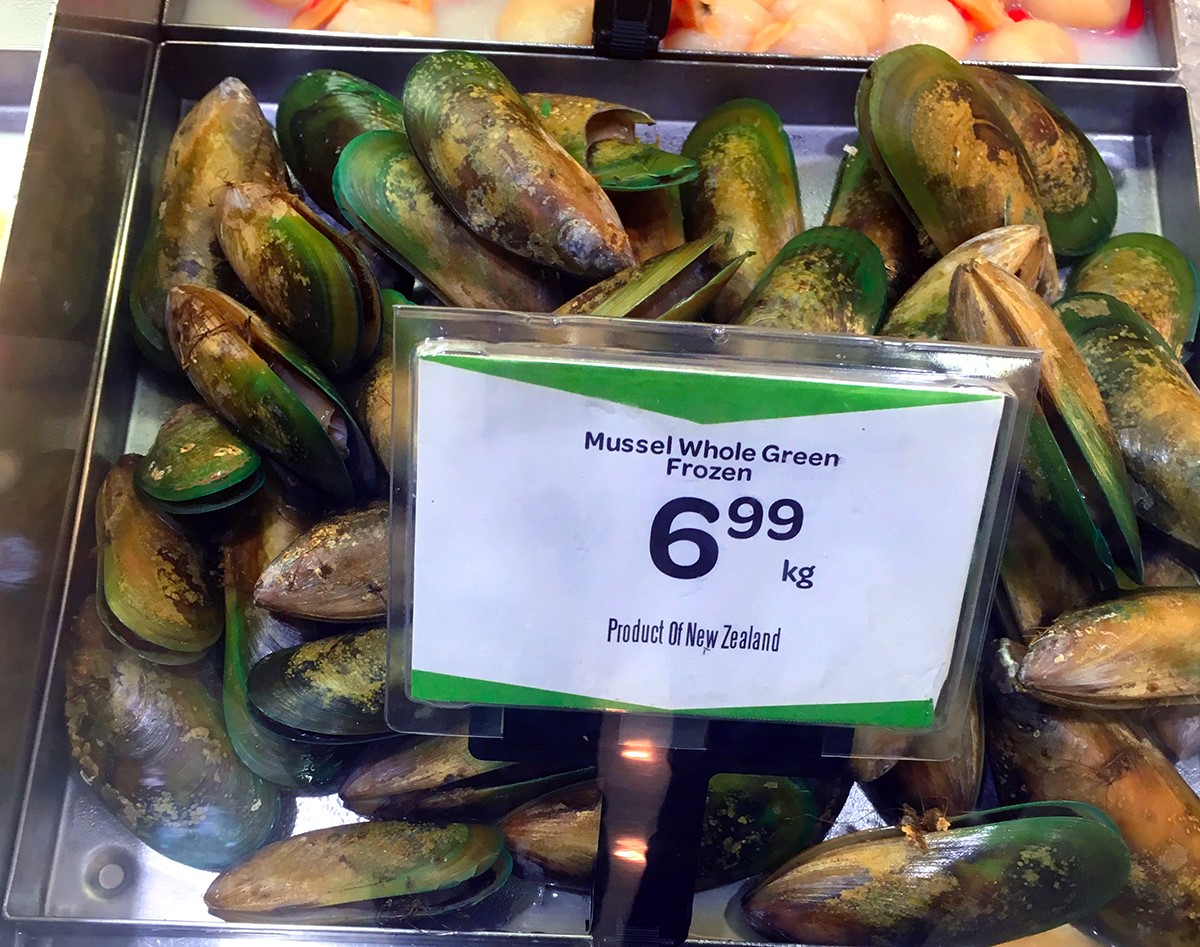 Mussel Whole Green
Frozen
6⁹⁹
kg
Product Of New Zealand